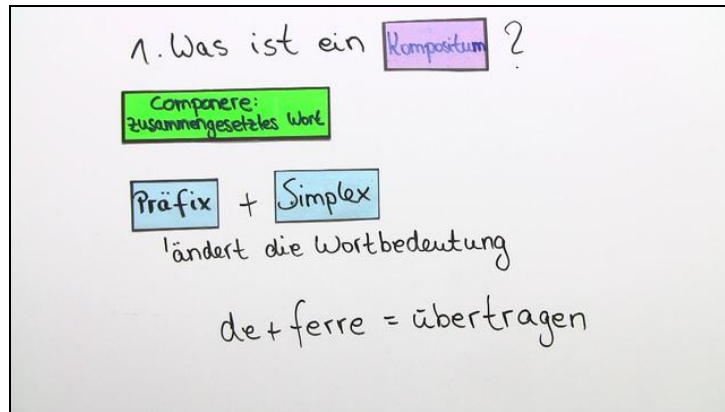 1. Was ist ein Kompositum ?
Componere:
zusammengesetztes Wort
Präfix + Simplex
ändert die Wortbedeutung
de + ferre = übertragen